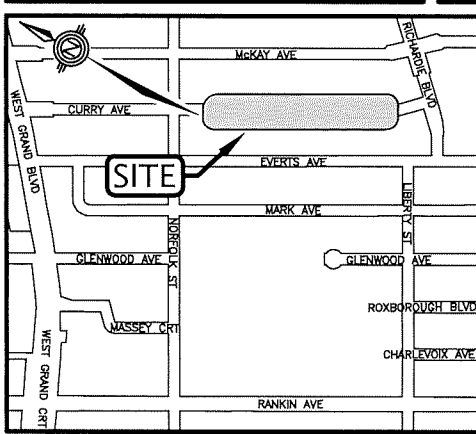 McKAY AVE
RICHARDIE BLVD
CURRY AVE
WEST GRAND BLVD
SITE
EVERTS AVE
MARK AVE
LIBERTY ST
NORFOLK ST
GLENWOOD AVE
GLENWOOD AVE
ROXBOROUGH BLVD
MASSEY CRT
CHARLEVOIX AVE
WEST GRAND CRT
RANKIN AVE